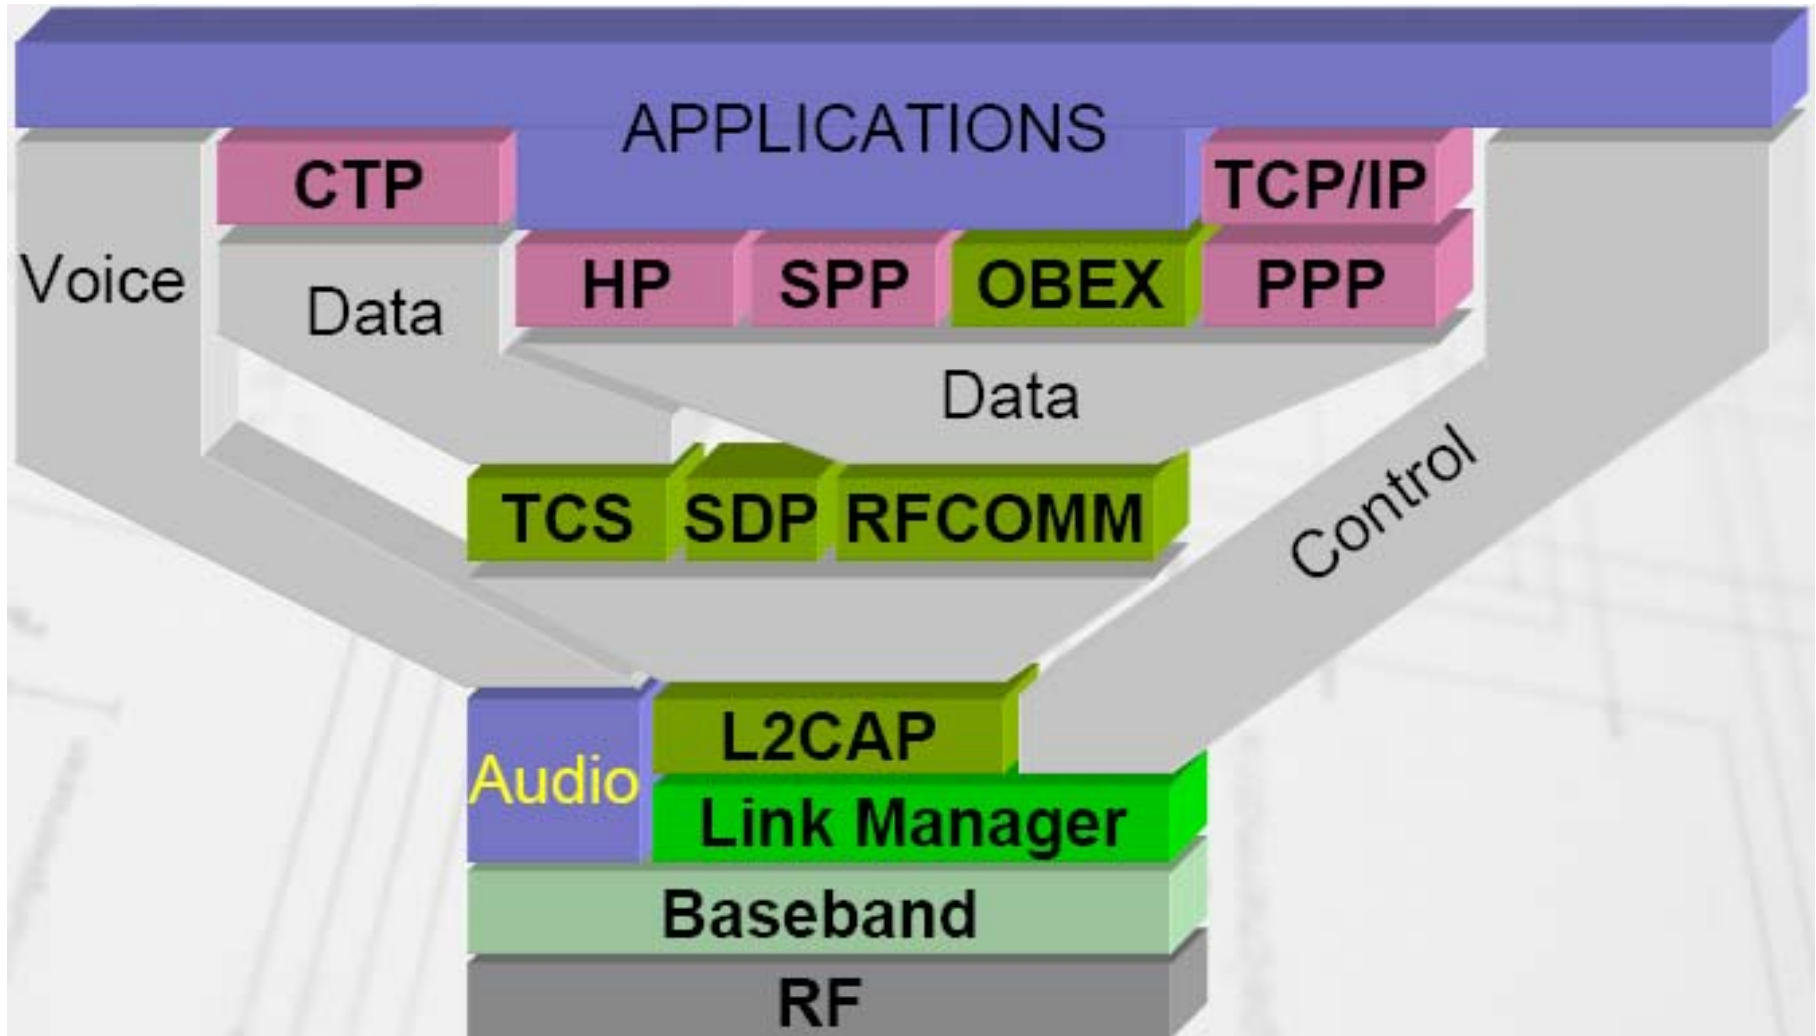 APPLICATIONS
CTP
TCP/IP
Voice
Data
HP
SPP
OBEX
PPP
Data
Control
TCS
SDP
RFCOMM
L2CAP
Audio
Link Manager
Baseband
RF